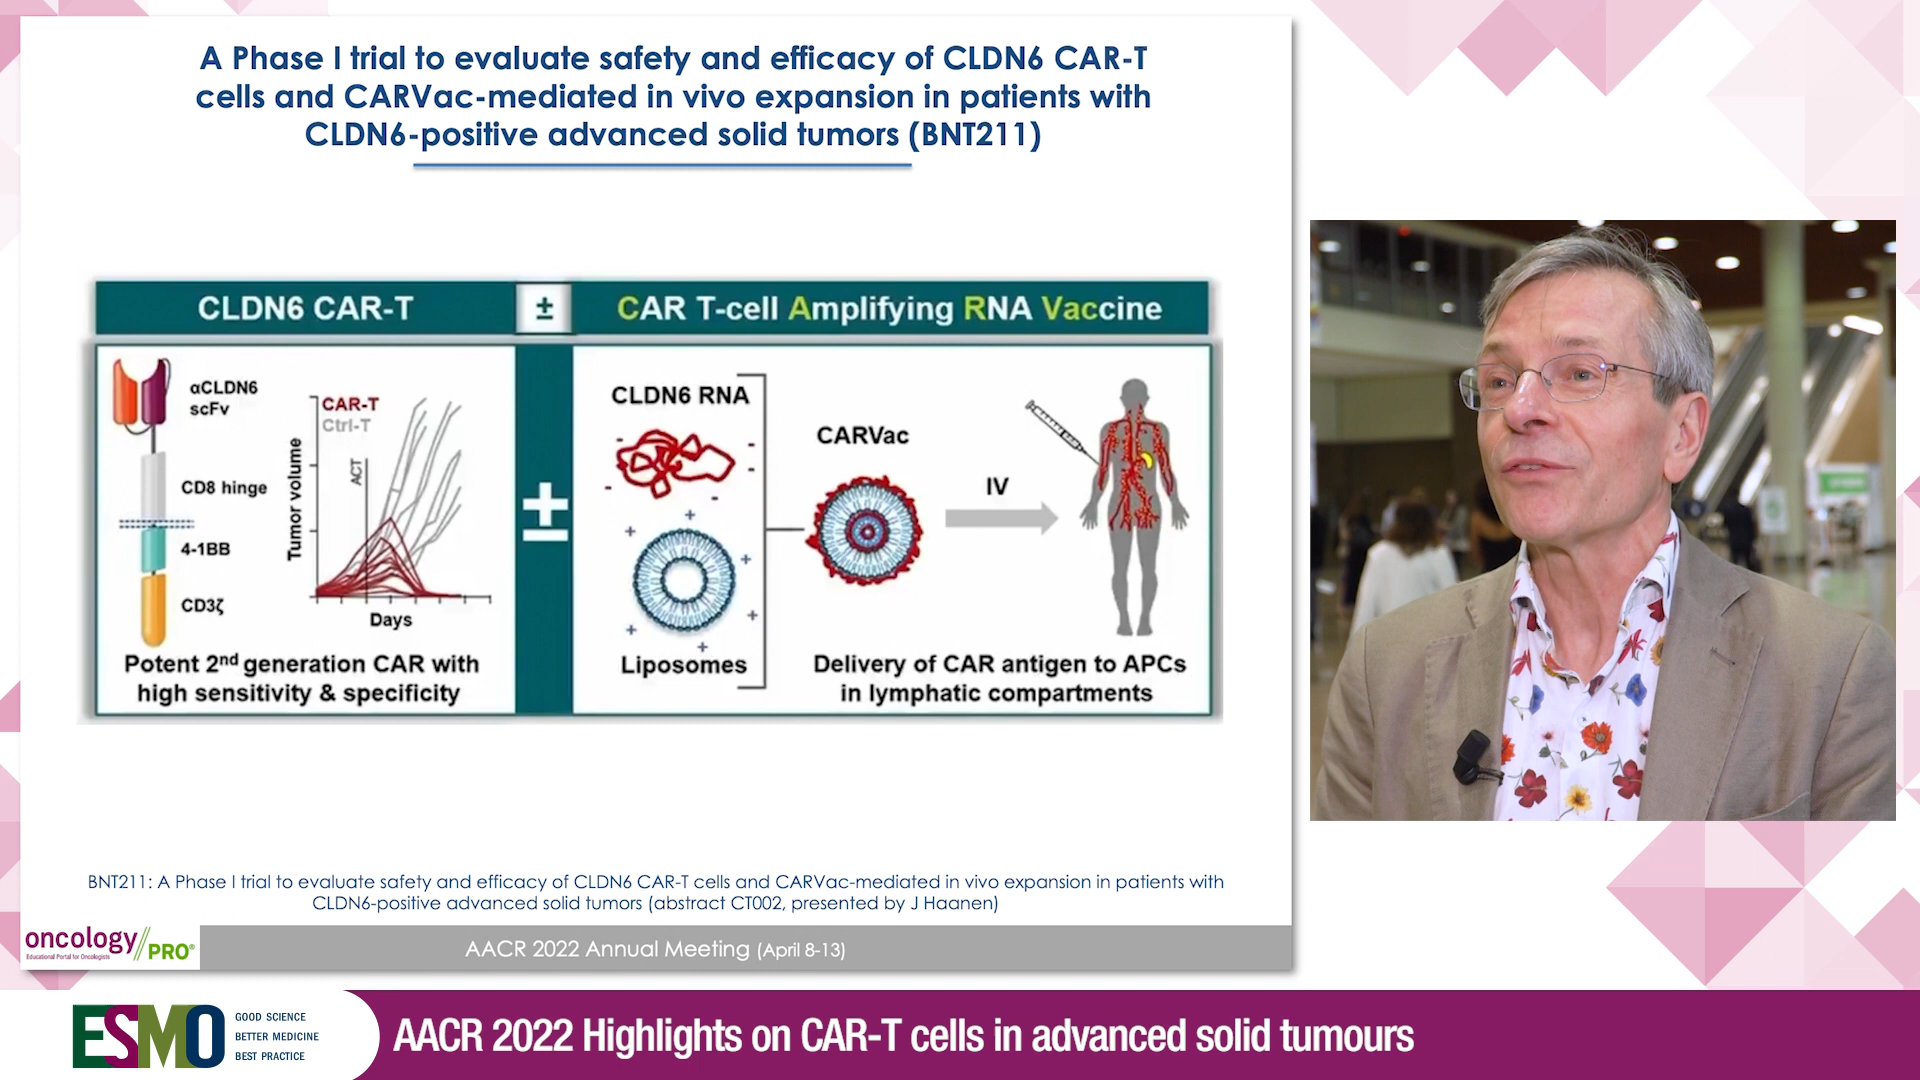 A Phase I trial to evaluate safety and efficacy of CLDN6 CAR-T
cells and CARVac-mediated in vivo expansion in patients with
CLDN6-positive advanced solid tumors (BNT211)
CLDN6 CAR-T
±
CAR T-cell Amplifying RNA Vaccine
αCLDN6
scFv
CD8 hinge
4-1BB
CD3ζ
CAR-T
Ctrl-T
ACT
Tumor volume
Days
Potent 2nd generation CAR with
high sensitivity & specificity
±
CLDN6 RNA
Liposomes
CARVac
IV
Delivery of CAR antigen to APCs
in lymphatic compartments
BNT211: A Phase I trial to evaluate safety and efficacy of CLDN6 CAR-T cells and CARVac-mediated in vivo expansion in patients with
CLDN6-positive advanced solid tumors (abstract CT002, presented by J Haanen)
oncology//PRO®
Educational Portal for Oncologists
AACR 2022 Annual Meeting (April 8-13)
ESMO
GOOD SCIENCE
BETTER MEDICINE
BEST PRACTICE
AACR 2022 Highlights on CAR-T cells in advanced solid tumours